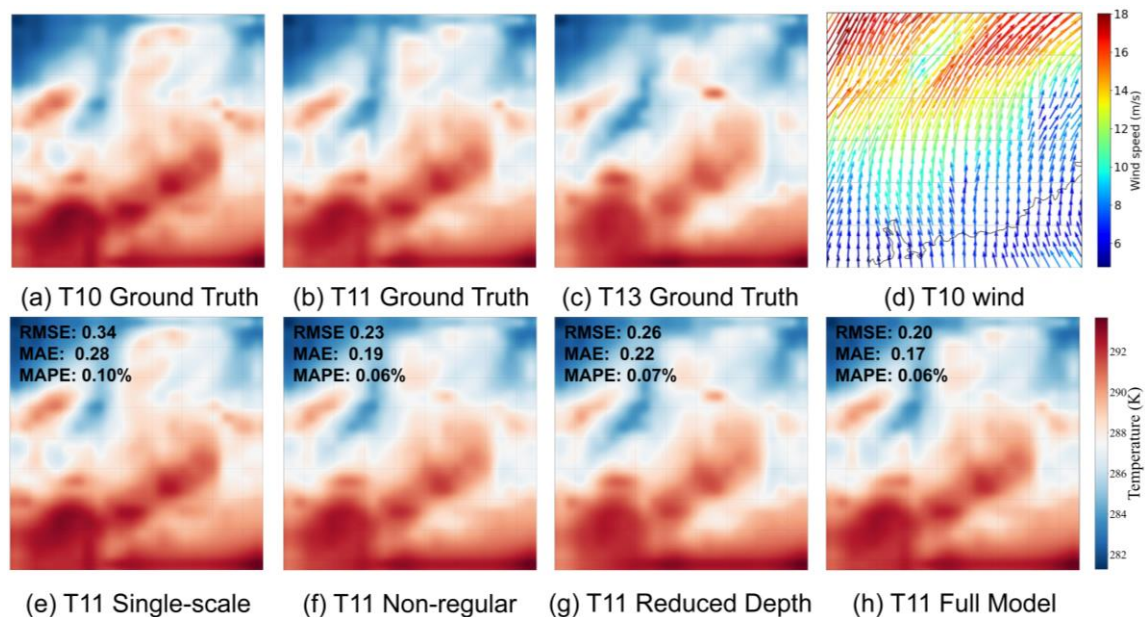 18
16
14
12
10
8
6
Wind speed (m/s)
(a) T10 Ground Truth
(b) T11 Ground Truth
(c) T13 Ground Truth
(d) T10 wind
RMSE: 0.34
MAE: 0.28
MAPE: 0.10%
RMSE 0.23
MAE: 0.19
MAPE: 0.06%
RMSE: 0.26
MAE: 0.22
MAPE: 0.07%
RMSE: 0.20
MAE: 0.17
MAPE: 0.06%
292
290
288
286
284
282
Temperature (K)
(e) T11 Single-scale
(f) T11 Non-regular
(g) T11 Reduced Depth
(h) T11 Full Model